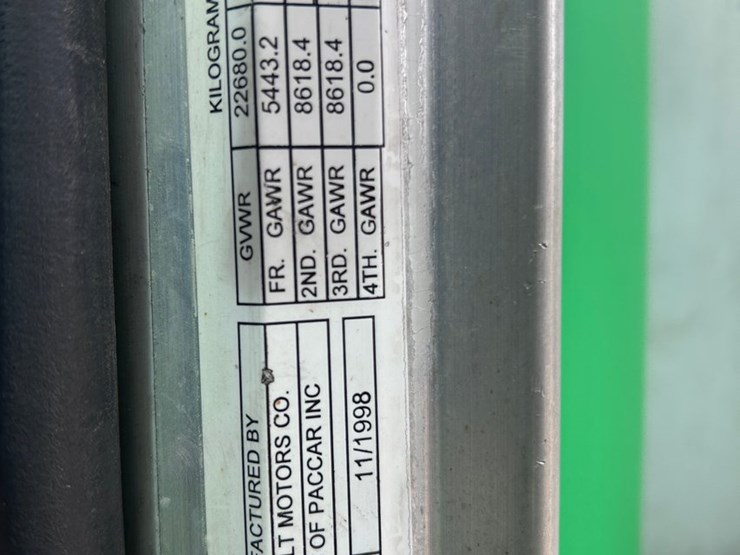 FACTURED BY
LT MOTORS CO.
OF PACCAR INC
11/1998
KILOGRAM
GVWR 22680.0
FR. GAWR 5443.2
2ND. GAWR 8618.4
3RD. GAWR 8618.4
4TH. GAWR 0.0